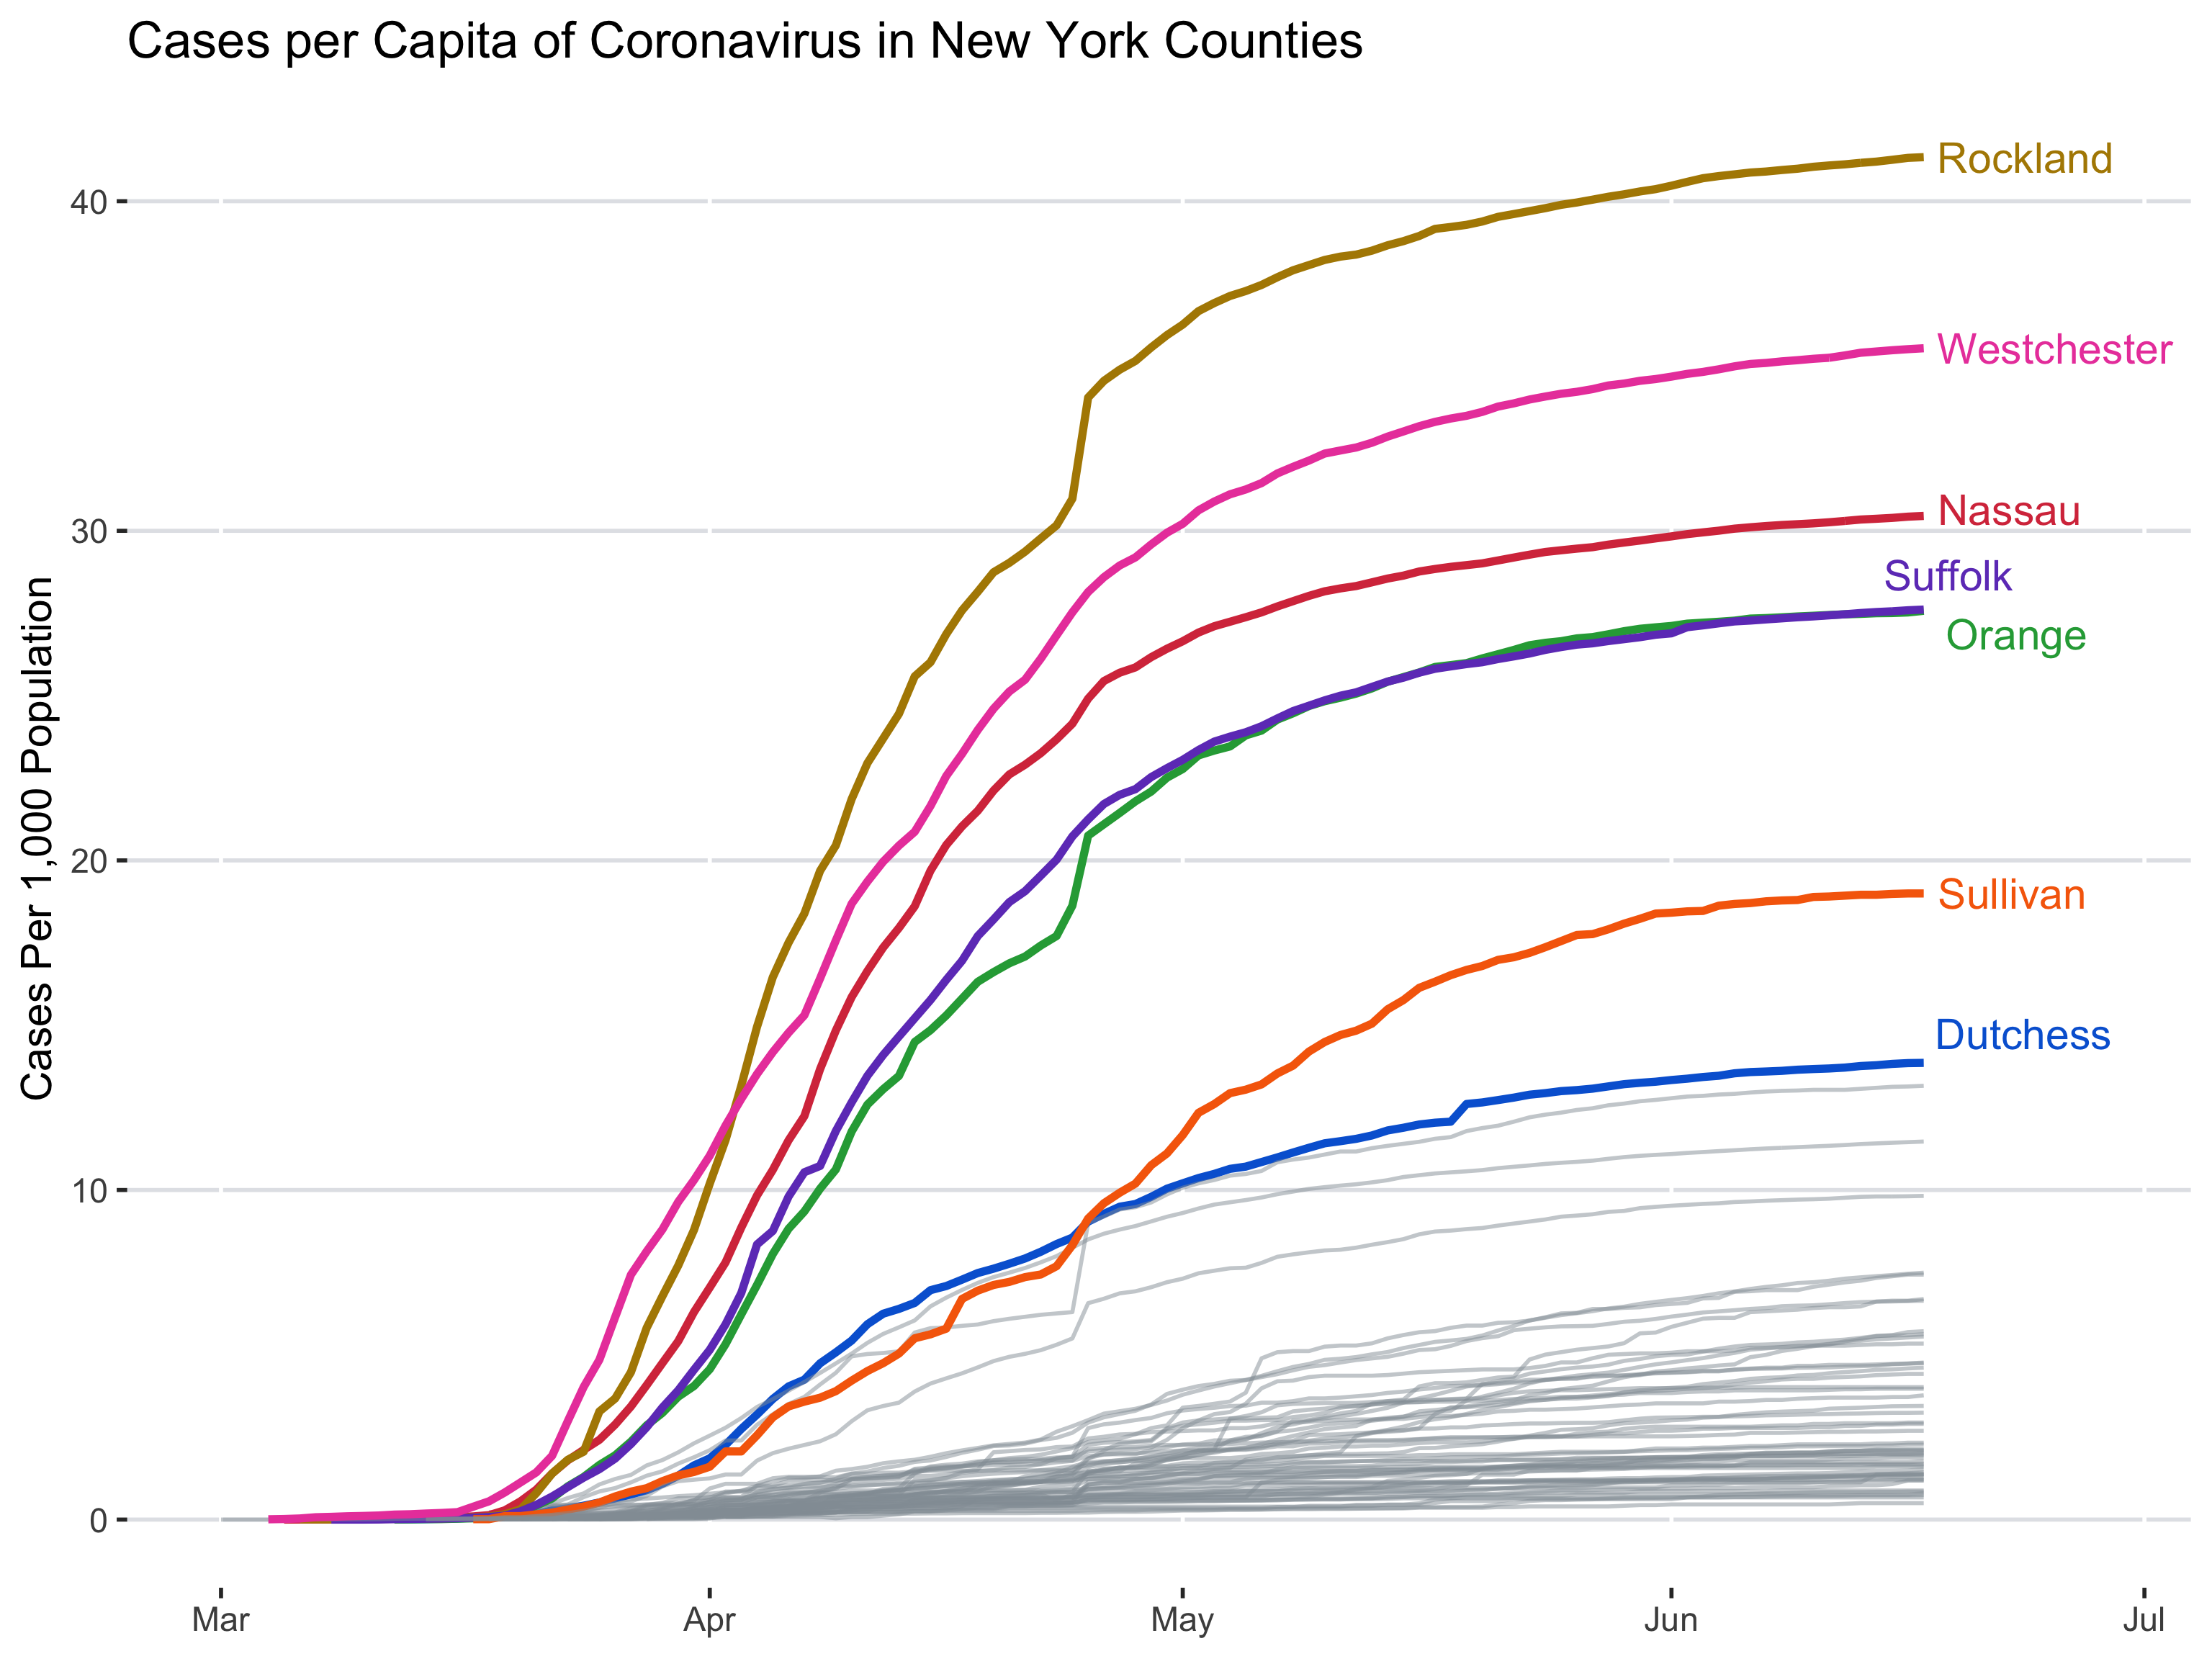 Cases per Capita of Coronavirus in New York Counties
Cases Per 1,000 Population
40
30
20
10
0
Rockland
Westchester
Nassau
Suffolk
Orange
Sullivan
Dutchess
Mar Apr May Jun Jul